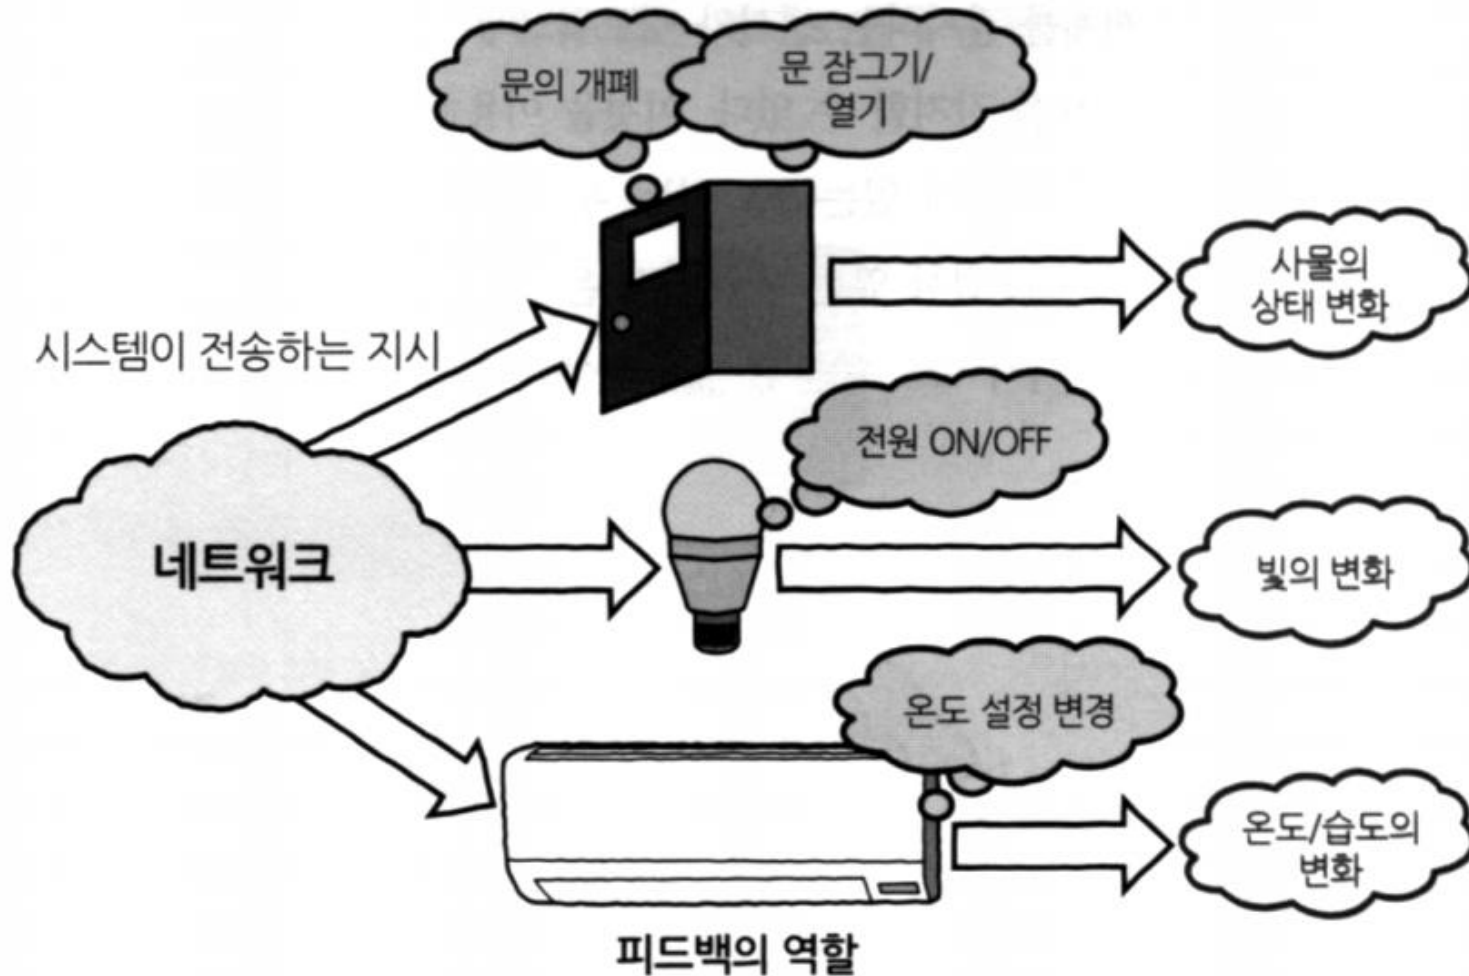 문의 개폐
문 잠그기/
열기
사물의
상태 변화
시스템이 전송하는 지시
전원 ON/OFF
네트워크
빛의 변화
온도 설정 변경
온도/습도의
변화
피드백의 역할